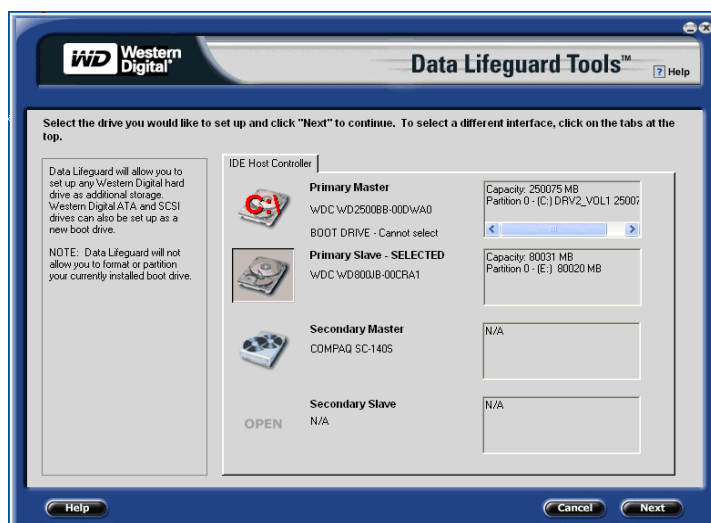 WD Western
Digital®
Data Lifeguard Tools™
? Help
Select the drive you would like to set up and click "Next" to continue. To select a different interface, click on the tabs at the
top.
Data Lifeguard will allow you to
set up any Western Digital hard
drive as additional storage.
Western Digital ATA and SCSI
drives can also be set up as a
new boot drive.
NOTE: Data Lifeguard will not
allow you to format or partition
your currently installed boot drive.
IDE Host Controller
C:\
Primary Master
WDC WD2500BB-00DWA0
BOOT DRIVE - Cannot select
Capacity: 250075 MB
Partition 0 - (C:) DRV2_VOL1 25007
Primary Slave - SELECTED
WDC WD800JB-00CRA1
Capacity: 80031 MB
Partition 0 - (E:) 80020 MB
Secondary Master
COMPAQ SC-140S
N/A
OPEN
Secondary Slave
N/A
N/A
Help
Cancel
Next